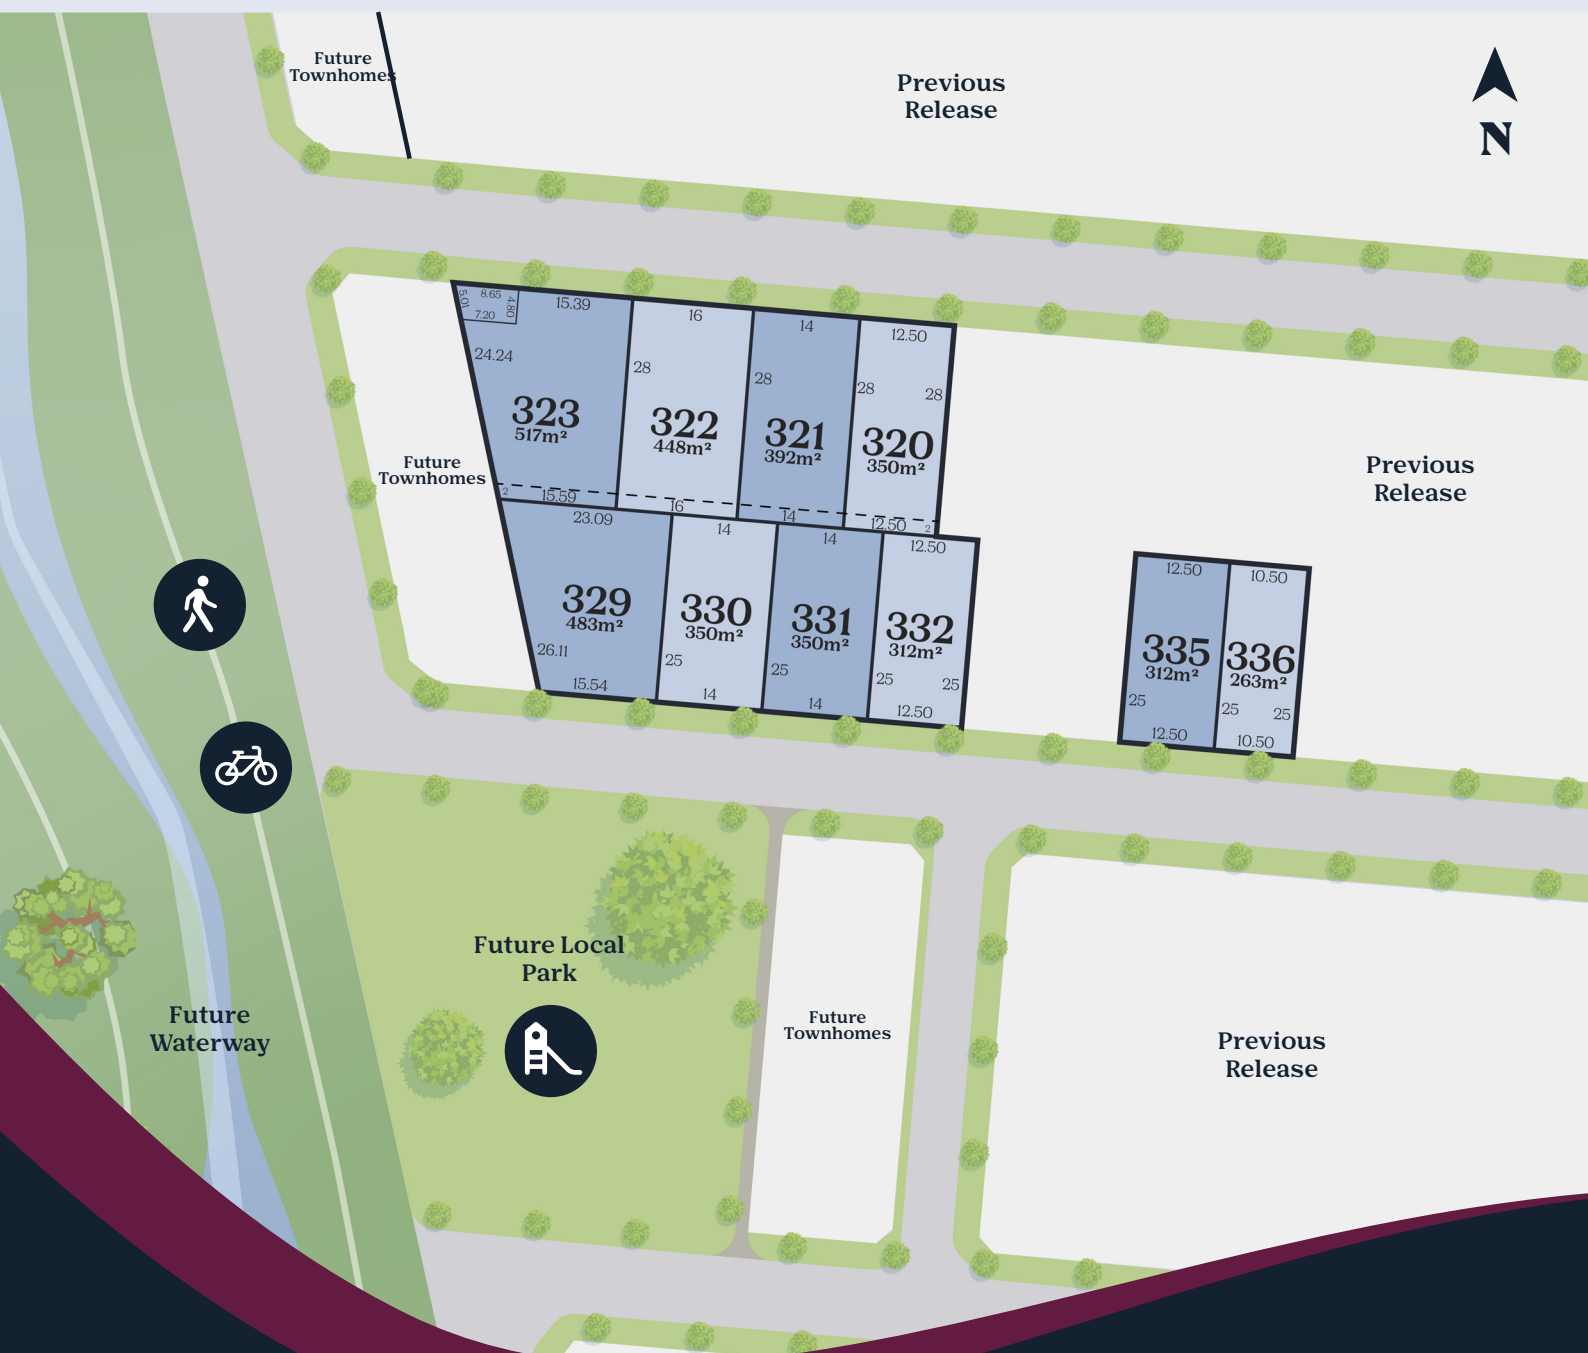 Future
Townhomes
Previous
Release
N
5.01
8.65
4.80
7.20
15.39
16
14
12.50
24.24
28
28
28
28
323
517m²
322
448m²
321
392m²
320
350m²
2
15.59
16
14
12.50
2
Future
Townhomes
Previous
Release
23.09
14
14
12.50
329
483m²
330
350m²
331
350m²
332
312m²
26.11
25
25
25
25
15.54
14
14
12.50
12.50
10.50
335
312m²
336
263m²
25
25
25
12.50
10.50
Future Local
Park
Future
Waterway
Future
Townhomes
Previous
Release